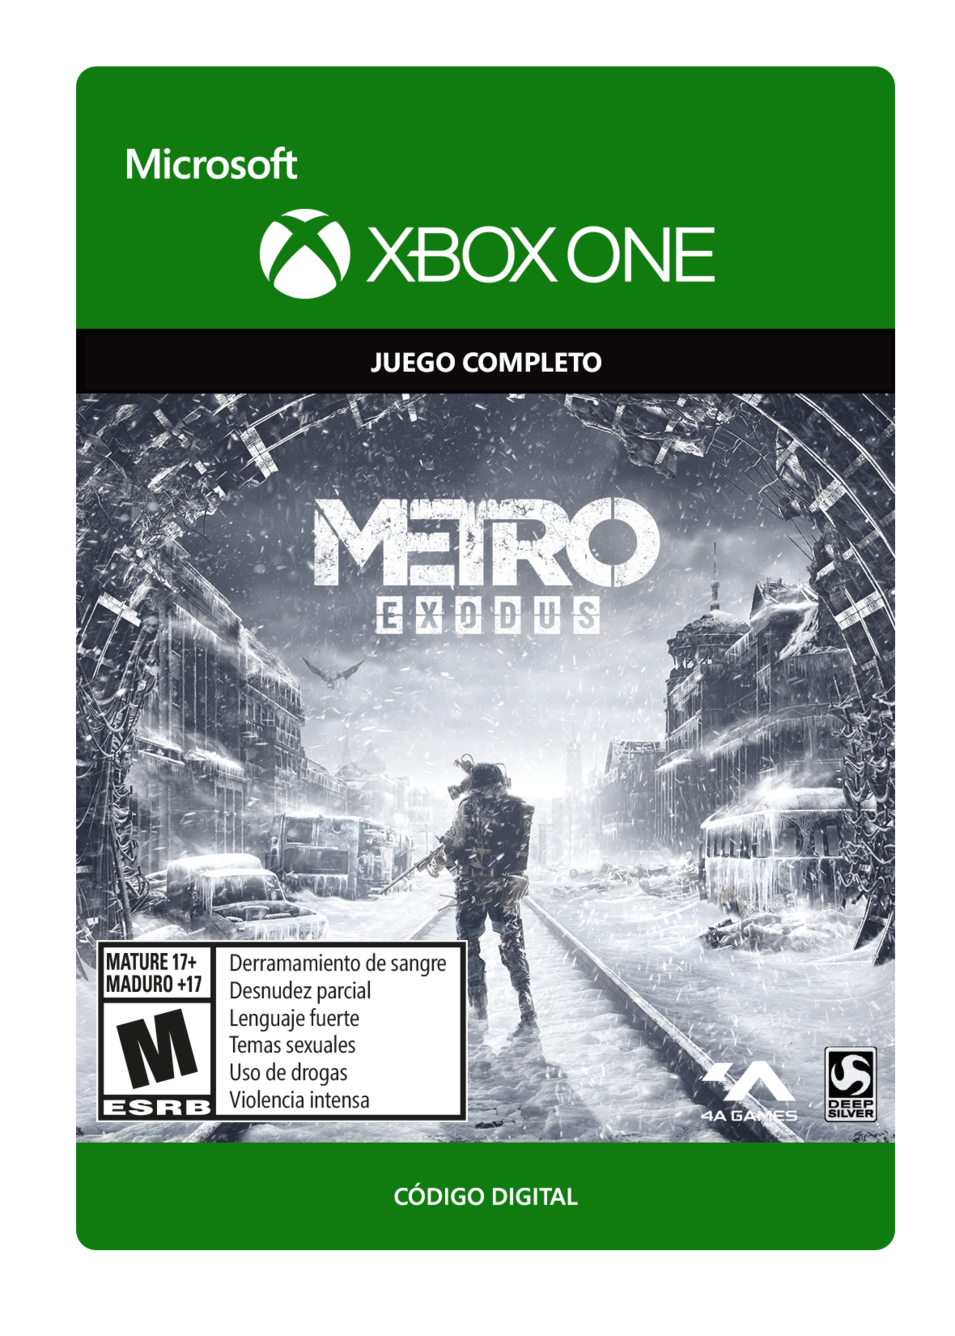 Microsoft
XBOX ONE
JUEGO COMPLETO
METRO
EXODUS
MATURE 17+
MADURO +17
M
ESRB
Derramamiento de sangre
Desnudez parcial
Lenguaje fuerte
Temas sexuales
Uso de drogas
Violencia intensa
4A GAMES
DEEP
SILVER
CÓDIGO DIGITAL